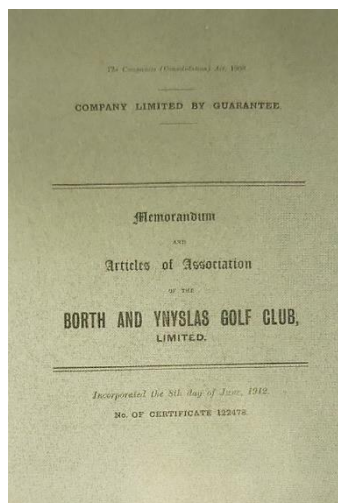 The Companies (Consolidation) Act, 1908
COMPANY LIMITED BY GUARANTEE.
Memorandum
AND
Articles of Association
OF THE
BORTH AND YNYSLAS GOLF CLUB,
LIMITED.
Incorporated the 8th day of June, 1912.
No. OF CERTIFICATE 122478.